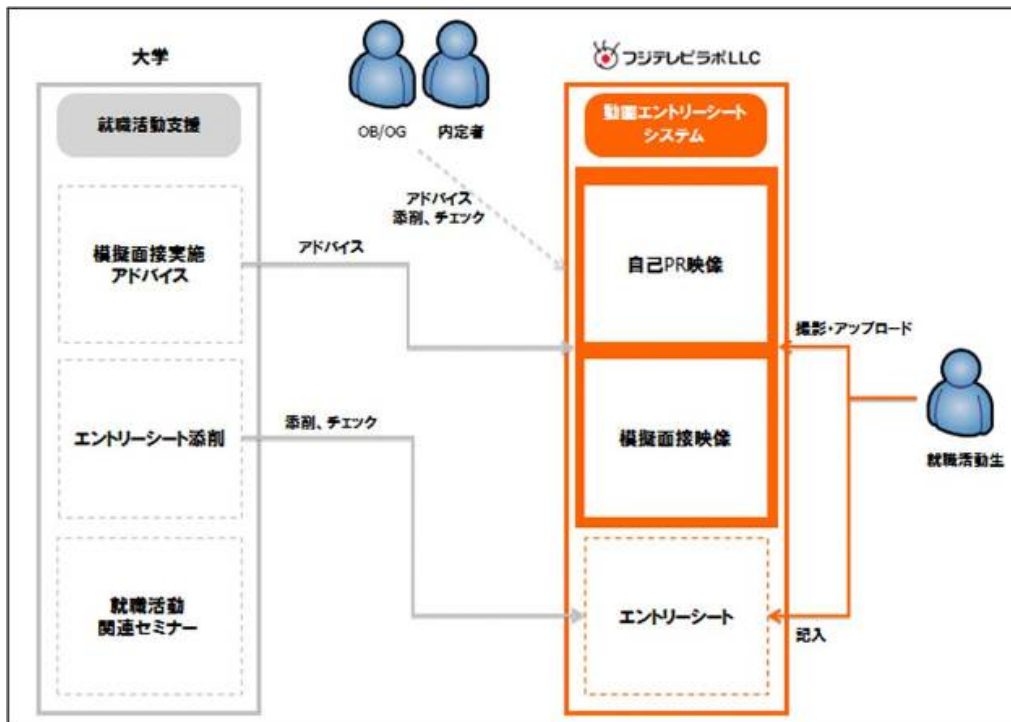 大学
就職活動支援
模擬面接実施
アドバイス
エントリーシート添削
就職活動
関連セミナー
OB/OG
内定者
アドバイス
添削、チェック
アドバイス
添削、チェック
フジテレビラボLLC
動画エントリーシート
システム
自己PR映像
模擬面接映像
エントリーシート
撮影・アップロード
記入
就職活動生